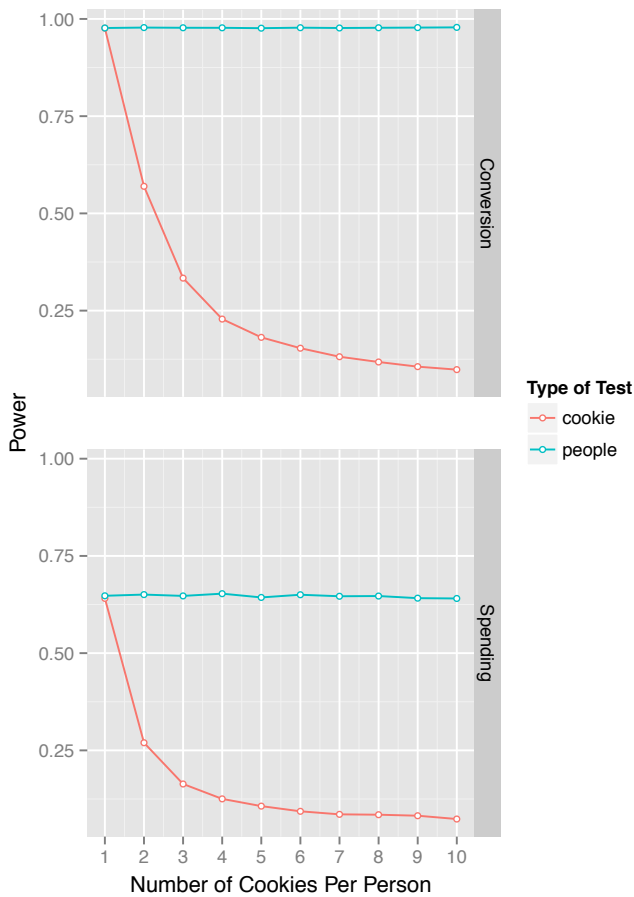 1.00
0.75
0.50
0.25
Conversion
Power
1.00
0.75
0.50
0.25
Spending
1 2 3 4 5 6 7 8 9 10
Number of Cookies Per Person
Type of Test
cookie
people